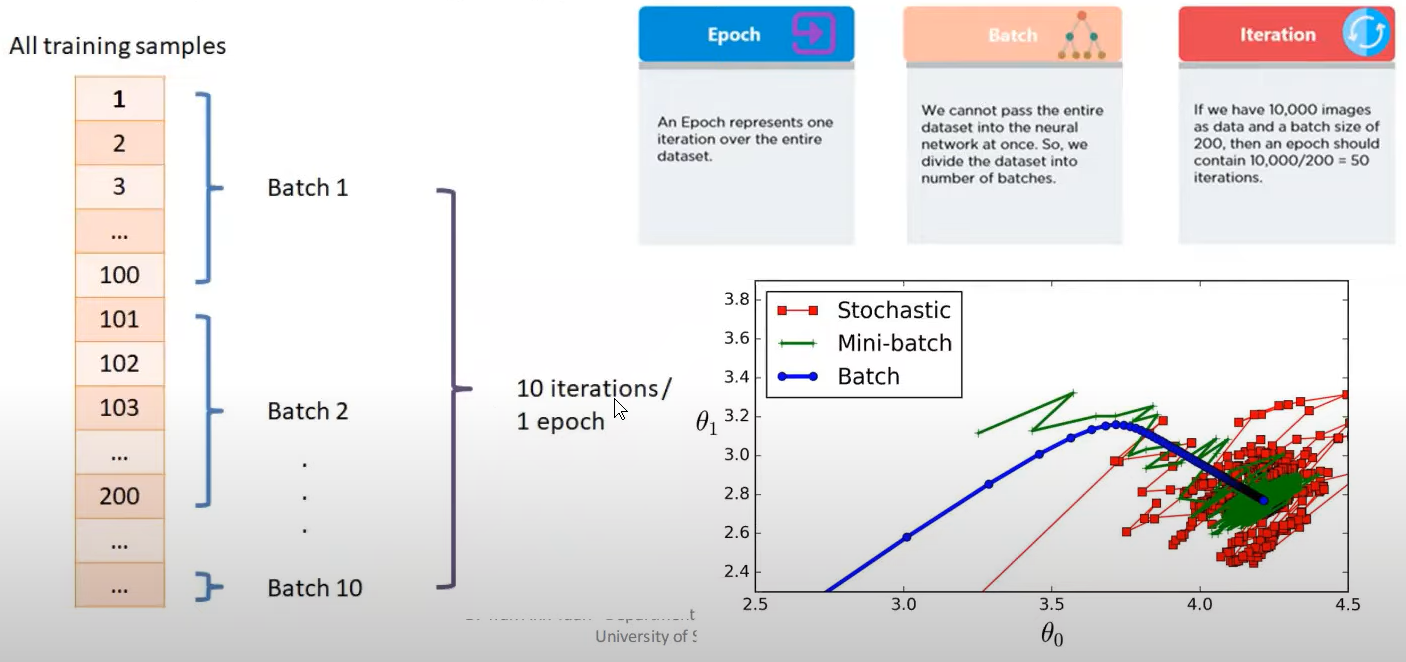 All training samples
1
2
3
...
100
101
102
103
...
200
...
...
Batch 1
Batch 2
.
.
.
Batch 10
10 iterations/
1 epoch
Epoch
An Epoch represents one
iteration over the entire
dataset.
Batch
We cannot pass the entire
dataset into the neural
network at once. So, we
divide the dataset into
number of batches.
Iteration
If we have 10,000 images
as data and a batch size of
200, then an epoch should
contain 10,000/200 = 50
iterations.
Stochastic
Mini-batch
Batch
3.8
3.6
3.4
3.2
3.0
2.8
2.6
2.4
θ1
2.5 3.0 3.5 4.0 4.5
θ0
University of